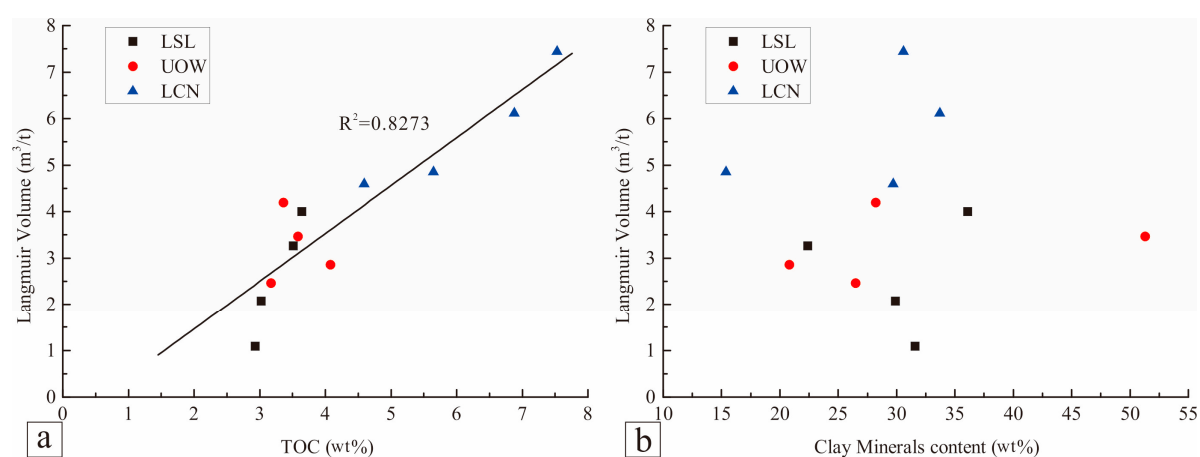 8
7
6
5
4
3
2
1
0
Langmuir Volume (m³/t)
LSL
UOW
LCN
R²=0.8273
0 1 2 3 4 5 6 7 8
TOC (wt%)
a
8
7
6
5
4
3
2
1
0
Langmuir Volume (m³/t)
LSL
UOW
LCN
10 15 20 25 30 35 40 45 50 55
Clay Minerals content (wt%)
b